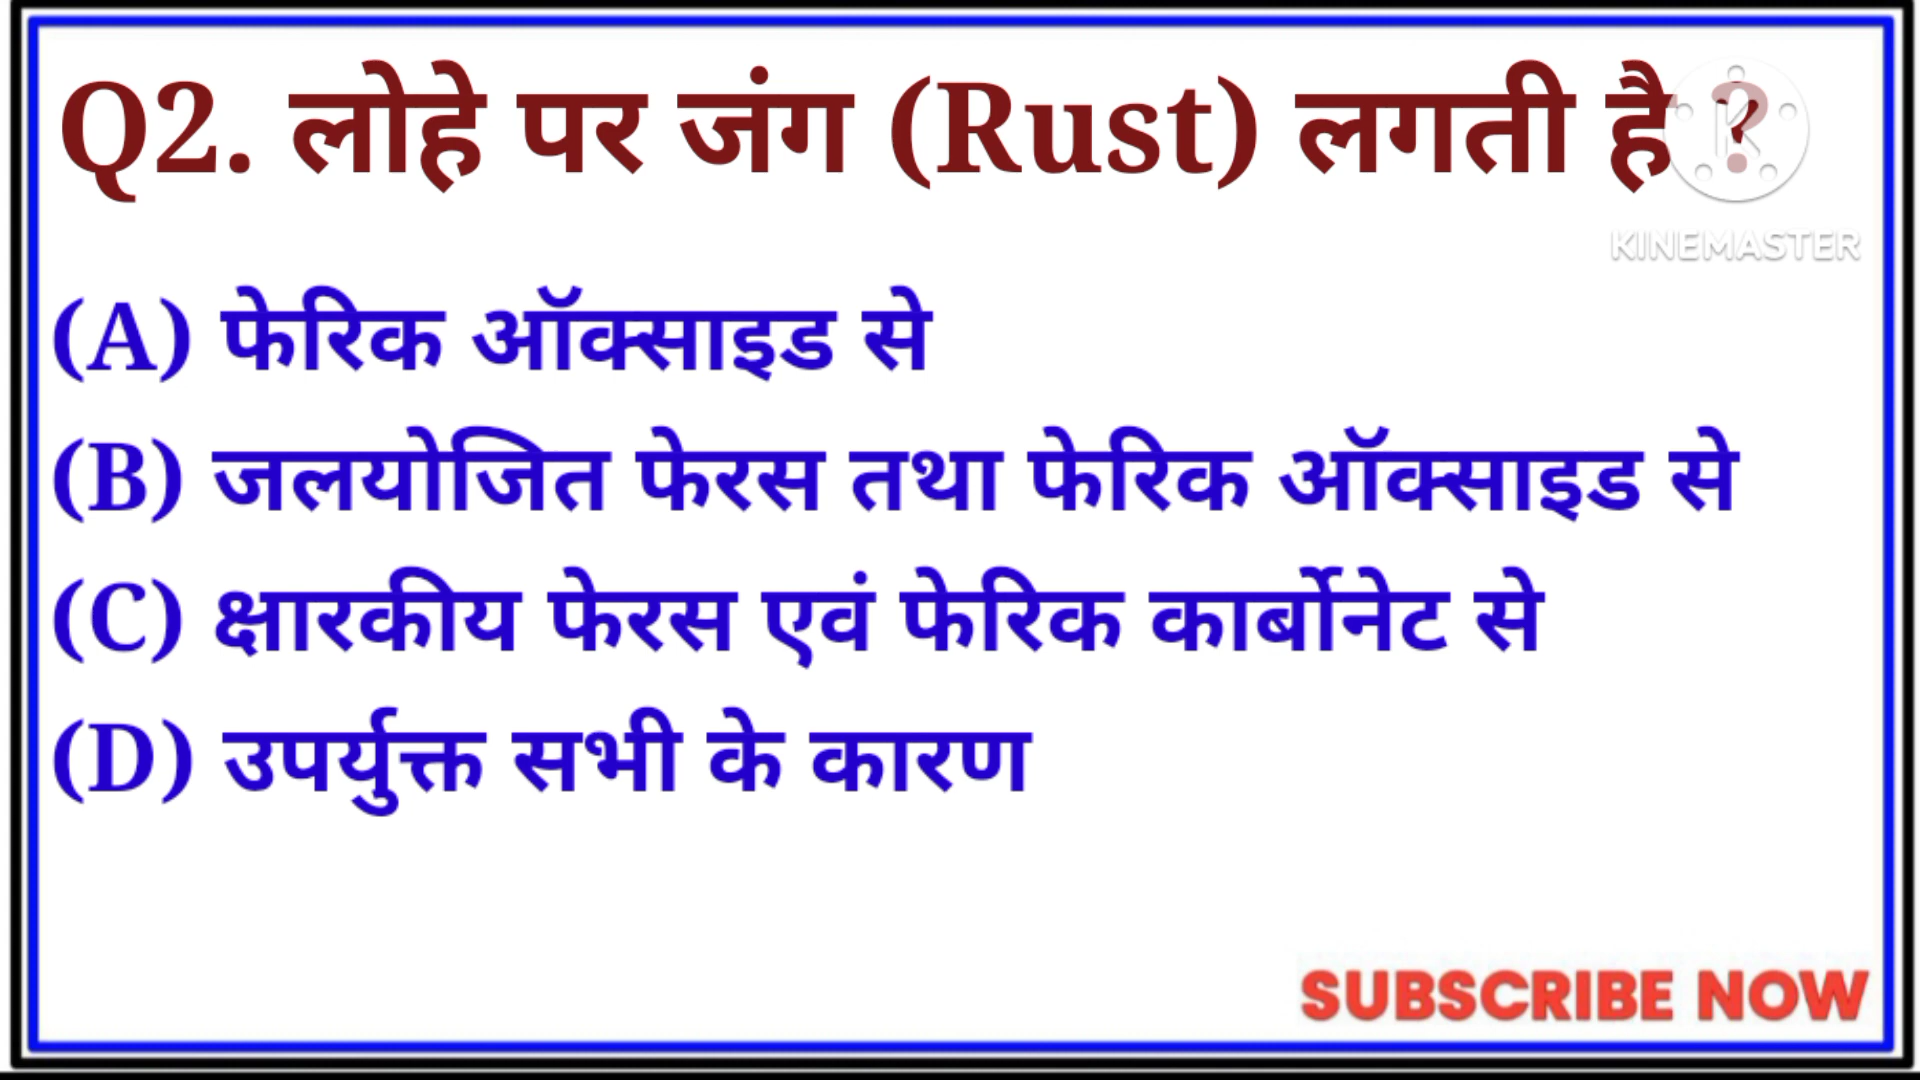 Q2. लोहे पर जंग (Rust) लगती है ?
KINEMASTER
(A) फेरिक ऑक्साइड से
(B) जलयोजित फेरस तथा फेरिक ऑक्साइड से
(C) क्षारकीय फेरस एवं फेरिक कार्बोनेट से
(D) उपर्युक्त सभी के कारण
SUBSCRIBE NOW